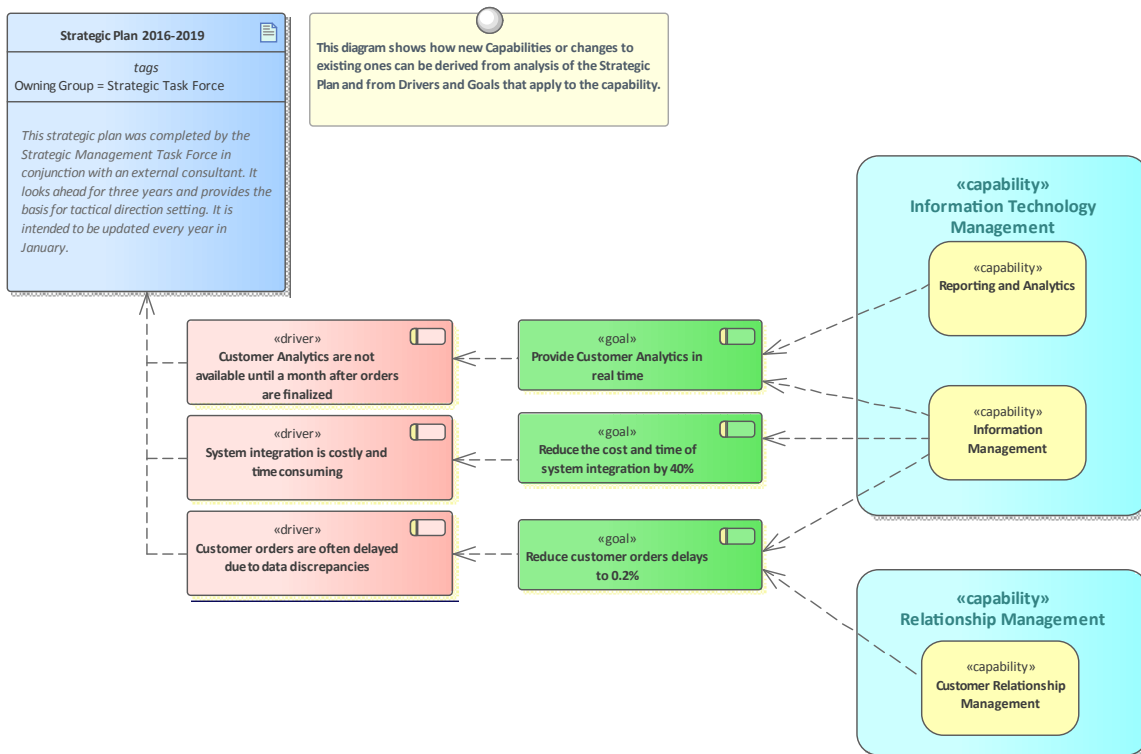 Strategic Plan 2016-2019
tags
Owning Group = Strategic Task Force
This strategic plan was completed by the
Strategic Management Task Force in
conjunction with an external consultant. It
looks ahead for three years and provides the
basis for tactical direction setting. It is
intended to be updated every year in
January.
This diagram shows how new Capabilities or changes to
existing ones can be derived from analysis of the Strategic
Plan and from Drivers and Goals that apply to the capability.
«driver»
Customer Analytics are not
available until a month after orders
are finalized
«driver»
System integration is costly and
time consuming
«driver»
Customer orders are often delayed
due to data discrepancies
«goal»
Provide Customer Analytics in
real time
«goal»
Reduce the cost and time of
system integration by 40%
«goal»
Reduce customer orders delays
to 0.2%
«capability»
Information Technology
Management
«capability»
Reporting and Analytics
«capability»
Information
Management
«capability»
Relationship Management
«capability»
Customer Relationship
Management